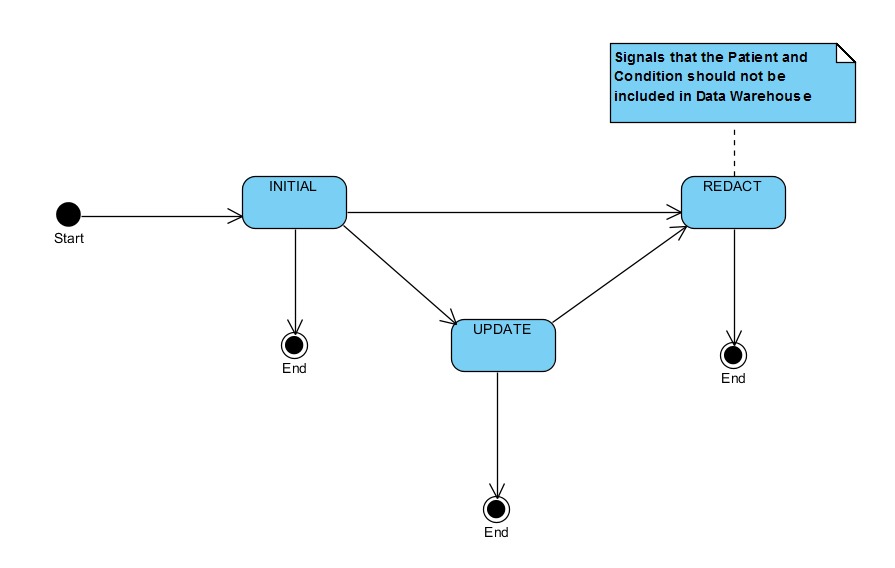 Signals that the Patient and
Condition should not be
included in Data Warehouse
INITIAL
REDACT
Start
UPDATE
End
End
End